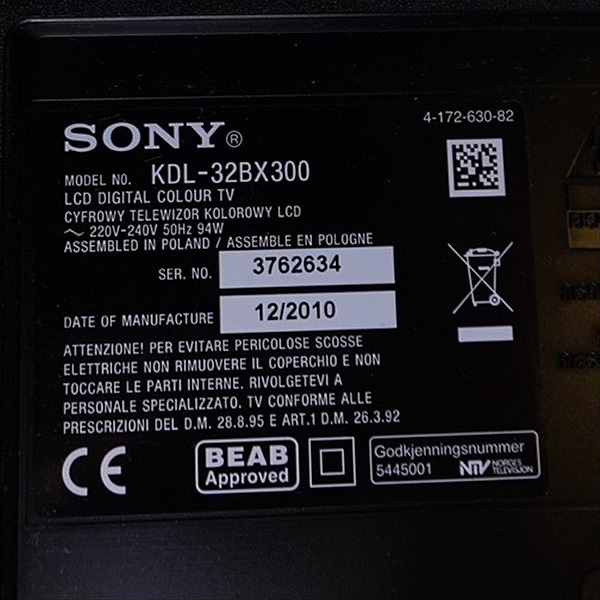 4-172-630-82
SONY®
MODEL NO. KDL-32BX300
LCD DIGITAL COLOUR TV
CYFROWY TELEWIZOR KOLOROWY LCD
～ 220V-240V 50Hz 94W
ASSEMBLED IN POLAND / ASSEMBLE EN POLOGNE
SER. NO. 3762634
DATE OF MANUFACTURE 12/2010
ATTENZIONE! PER EVITARE PERICOLOSE SCOSSE
ELETTRICHE NON RIMUOVERE IL COPERCHIO E NON
TOCCARE LE PARTI INTERNE. RIVOLGETEVI A
PERSONALE SPECIALIZZATO. TV CONFORME ALLE
PRESCRIZIONI DEL D.M. 28.8.95 E ART.1 D.M. 26.3.92
CE
BEAB
Approved
Godkjenningsnummer
5445001 NTV NORGES
TELEVISJON